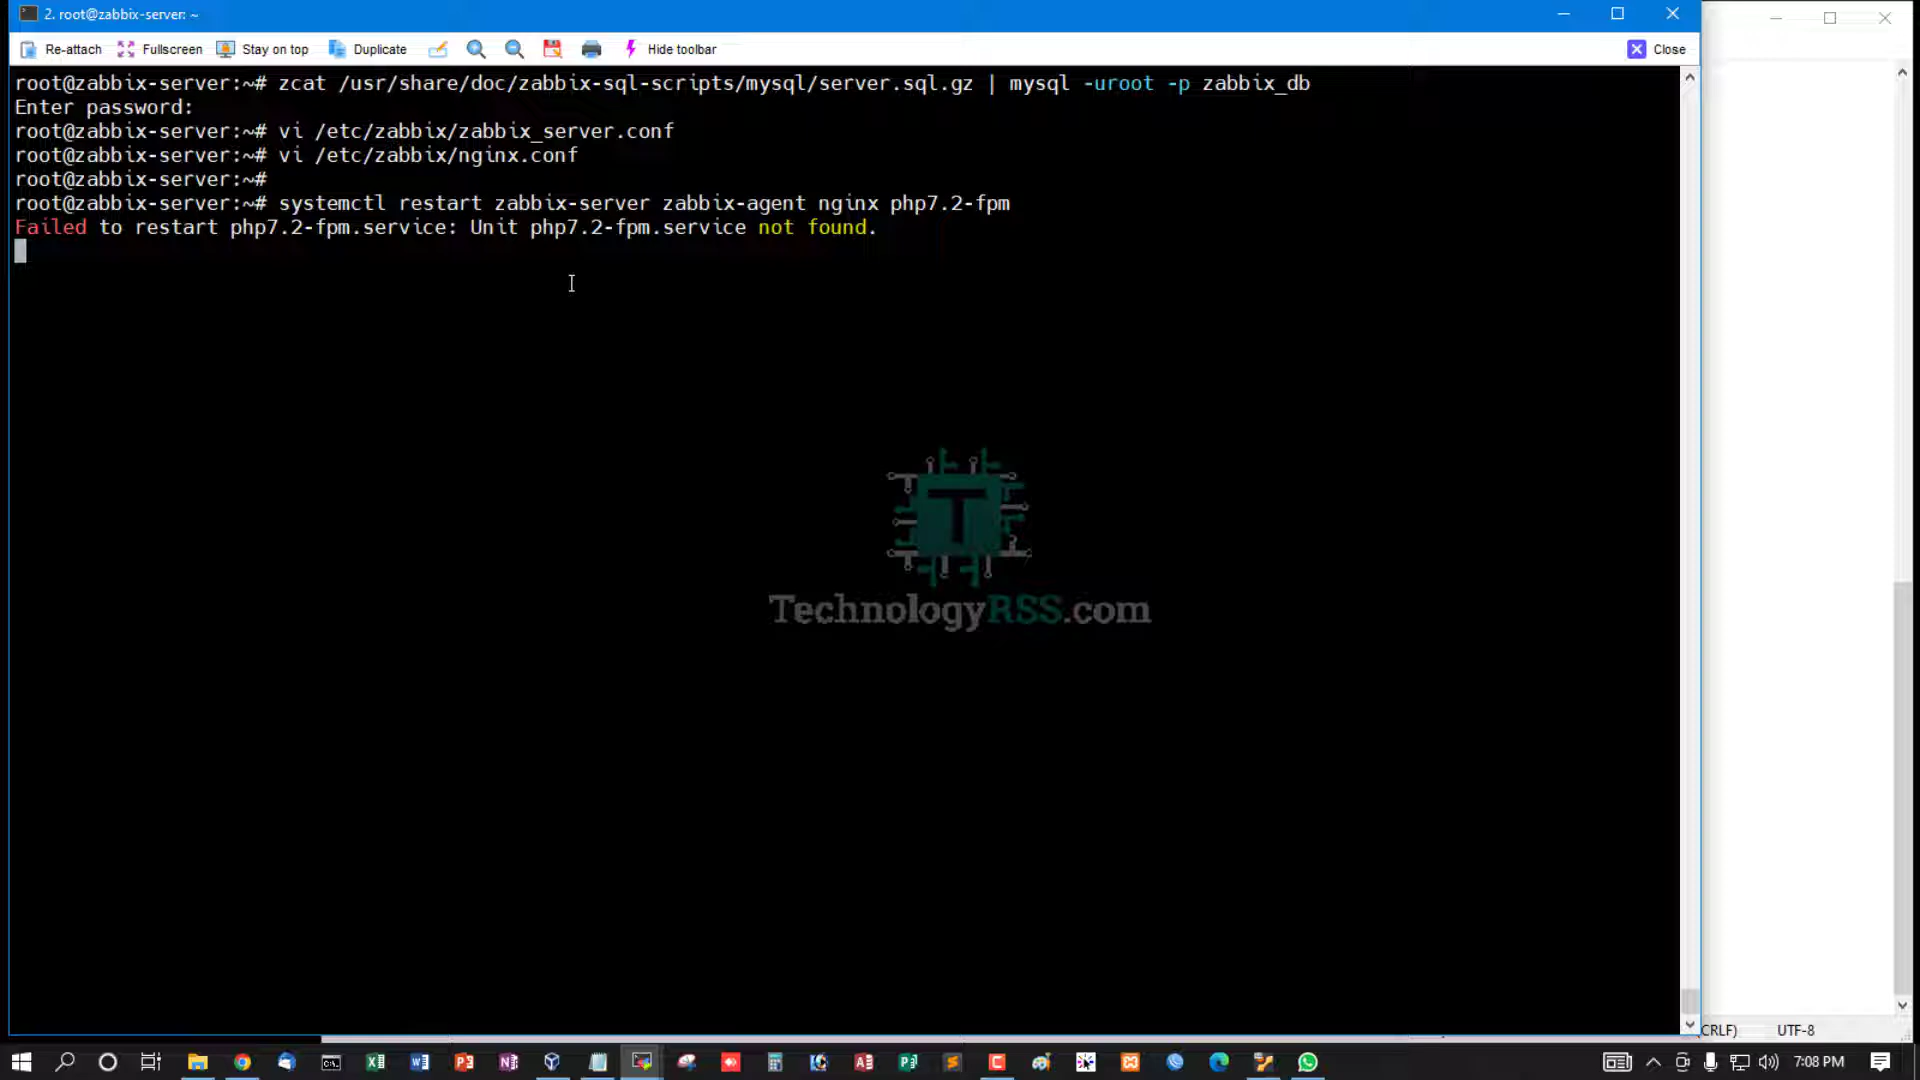 2. root@zabbix-server: ~
Re-attach Fullscreen Stay on top Duplicate Hide toolbar Close
root@zabbix-server:~# zcat /usr/share/doc/zabbix-sql-scripts/mysql/server.sql.gz | mysql -uroot -p zabbix_db
Enter password:
root@zabbix-server:~# vi /etc/zabbix/zabbix_server.conf
root@zabbix-server:~# vi /etc/zabbix/nginx.conf
root@zabbix-server:~#
root@zabbix-server:~# systemctl restart zabbix-server zabbix-agent nginx php7.2-fpm
Failed to restart php7.2-fpm.service: Unit php7.2-fpm.service not found.
T
TechnologyRSS.com
CRLF) UTF-8
7:08 PM